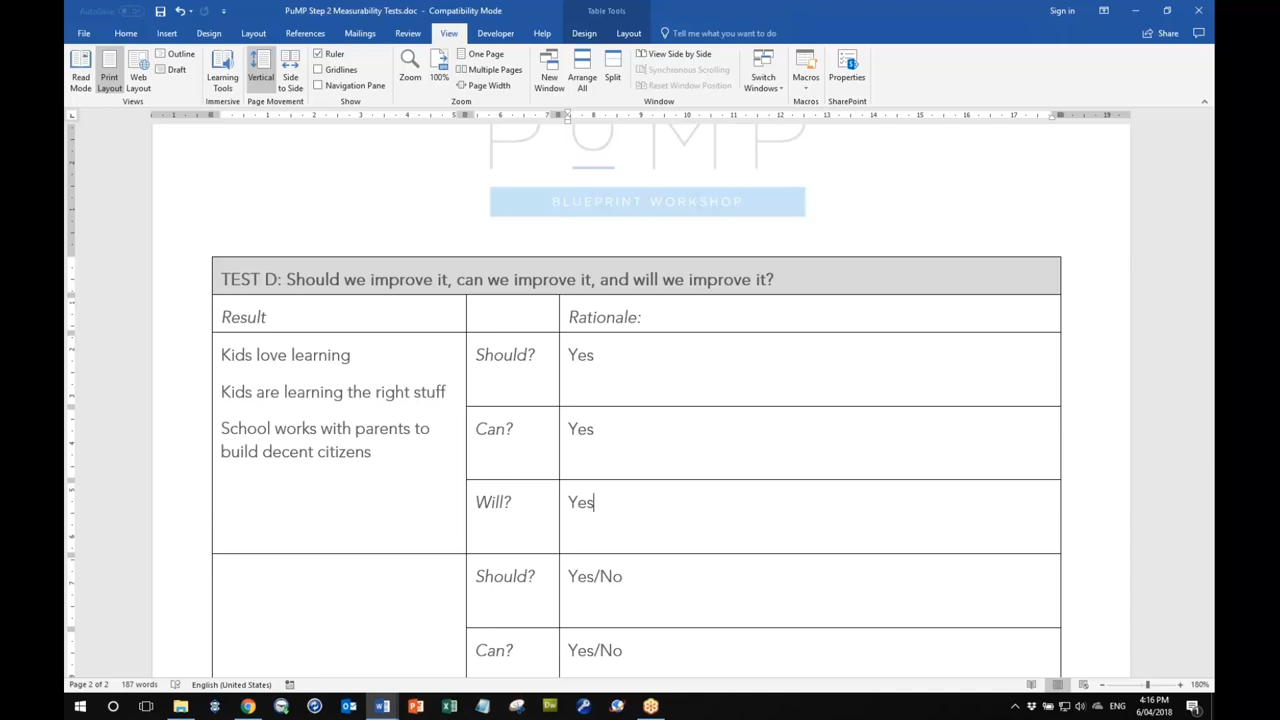 AutoSave Off
PuMP Step 2 Measurability Tests.doc - Compatibility Mode
Table Tools
Sign in
File Home Insert Design Layout References Mailings Review View Developer Help Design Layout Tell me what you want to do Share
Read Mode
Print Layout
Web Layout
Outline
Draft
Views
Learning Tools
Immersive
Vertical
Side to Side
Page Movement
Ruler
Gridlines
Navigation Pane
Show
Zoom
100%
One Page
Multiple Pages
Page Width
Zoom
New Window
Arrange All
Split
View Side by Side
Synchronous Scrolling
Reset Window Position
Window
Switch Windows
Macros
Macros
Properties
SharePoint
PUMP
BLUEPRINT WORKSHOP
TEST D: Should we improve it, can we improve it, and will we improve it?
Result Rationale:
Kids love learning
Kids are learning the right stuff
School works with parents to
build decent citizens
Should? Yes
Can? Yes
Will? Yes
Should? Yes/No
Can? Yes/No
Page 2 of 2 187 words English (United States) 180%
ENG
4:16 PM
6/04/2018